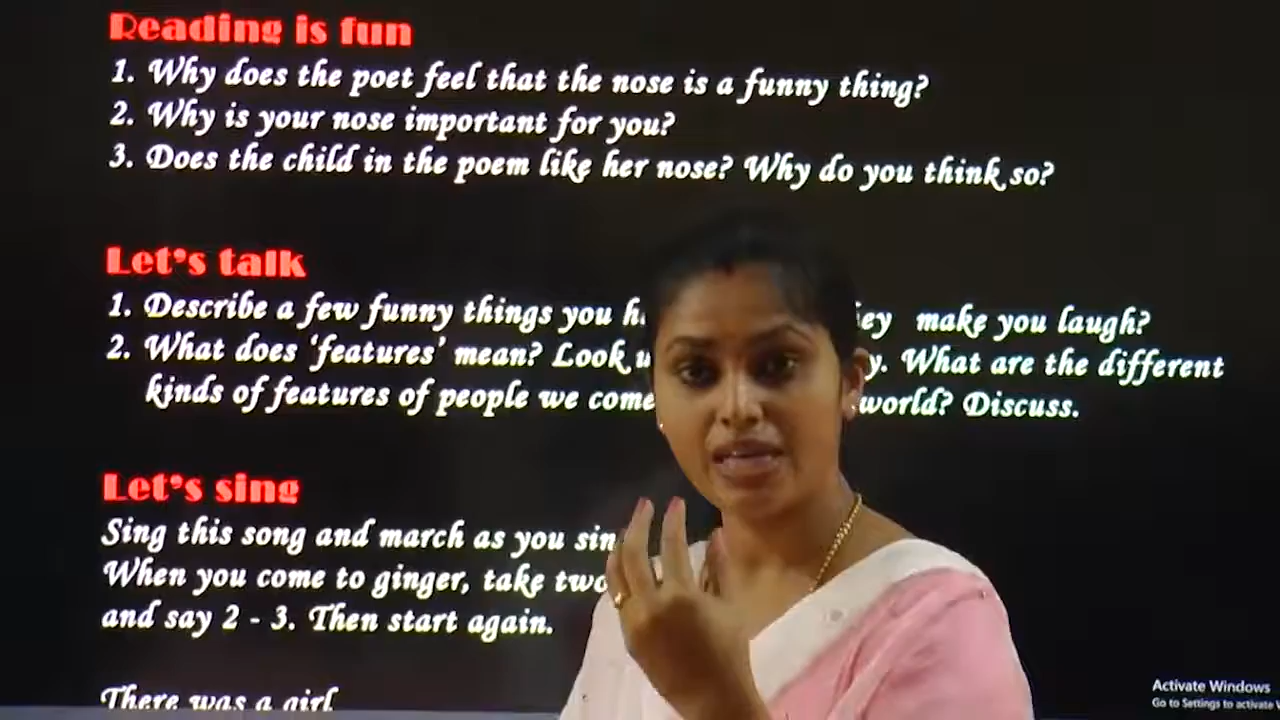 Reading is fun
1. Why does the poet feel that the nose is a funny thing?
2. Why is your nose important for you?
3. Does the child in the poem like her nose? Why do you think so?
Let's talk
1. Describe a few funny things you make you laugh?
2. What does 'features' mean? Look What are the different
kinds of features of people we come world? Discuss.
Let's sing
Sing this song and march as you
When you come to ginger, take
and say 2 - 3. Then start again.
There was a girl
Activate Windows
Go to Settings to activate